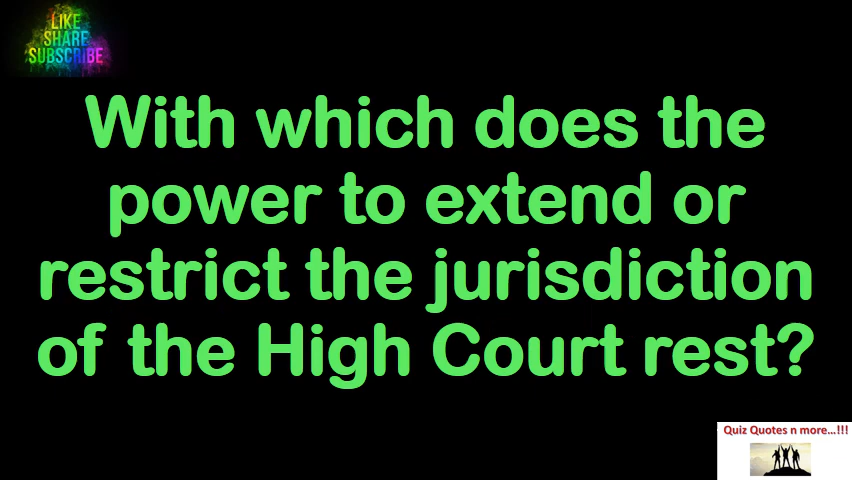 LIKE
SHARE
SUBSCRIBE
With which does the
power to extend or
restrict the jurisdiction
of the High Court rest?
Quiz Quotes n more...!!!